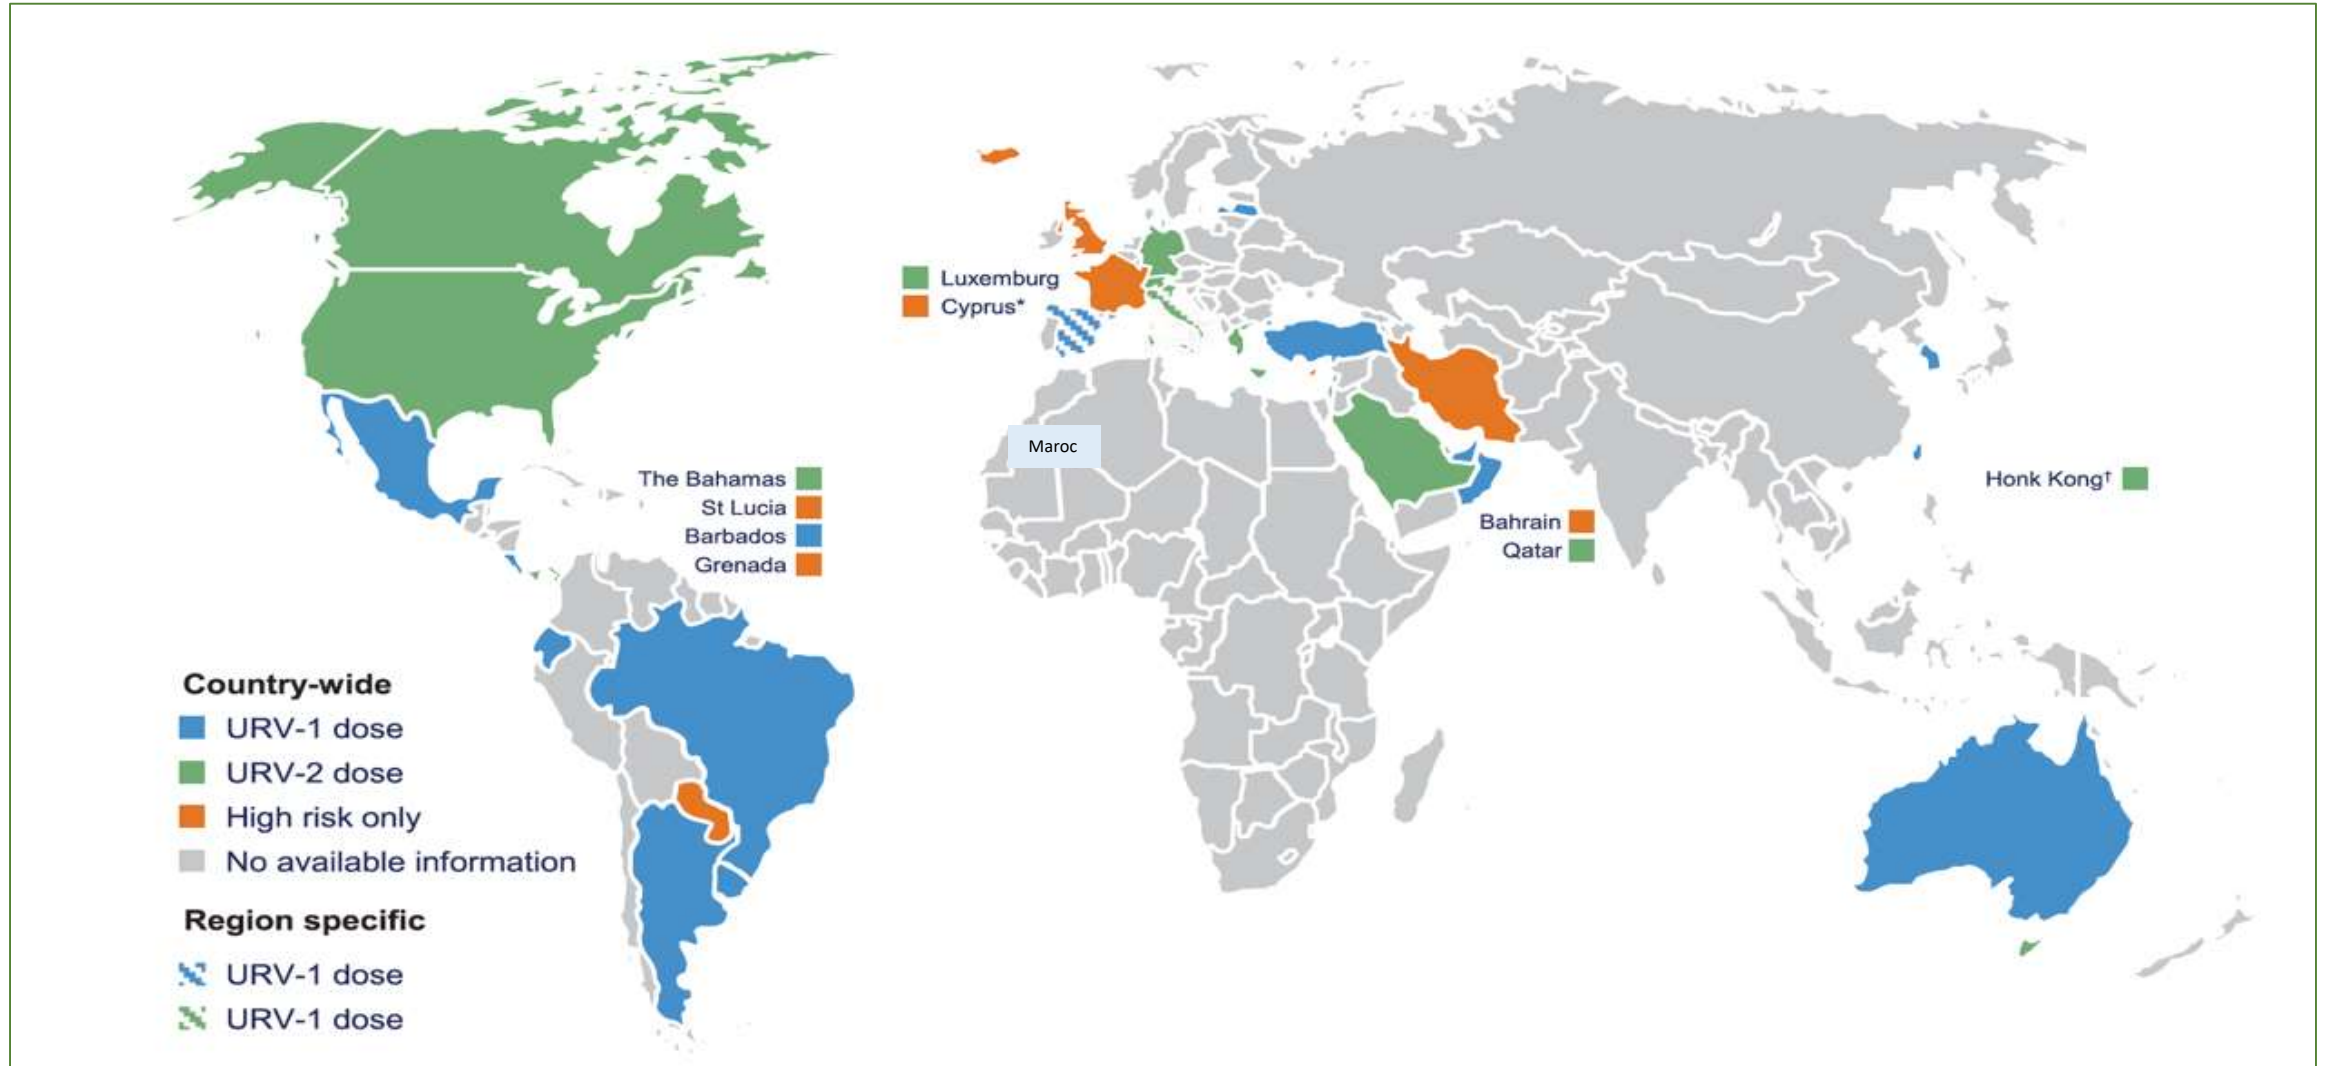 Luxemburg
Cyprus*
Maroc
The Bahamas
St Lucia
Barbados
Grenada
Honk Kong†
Bahrain
Qatar
Country-wide
URV-1 dose
URV-2 dose
High risk only
No available information
Region specific
URV-1 dose
URV-1 dose